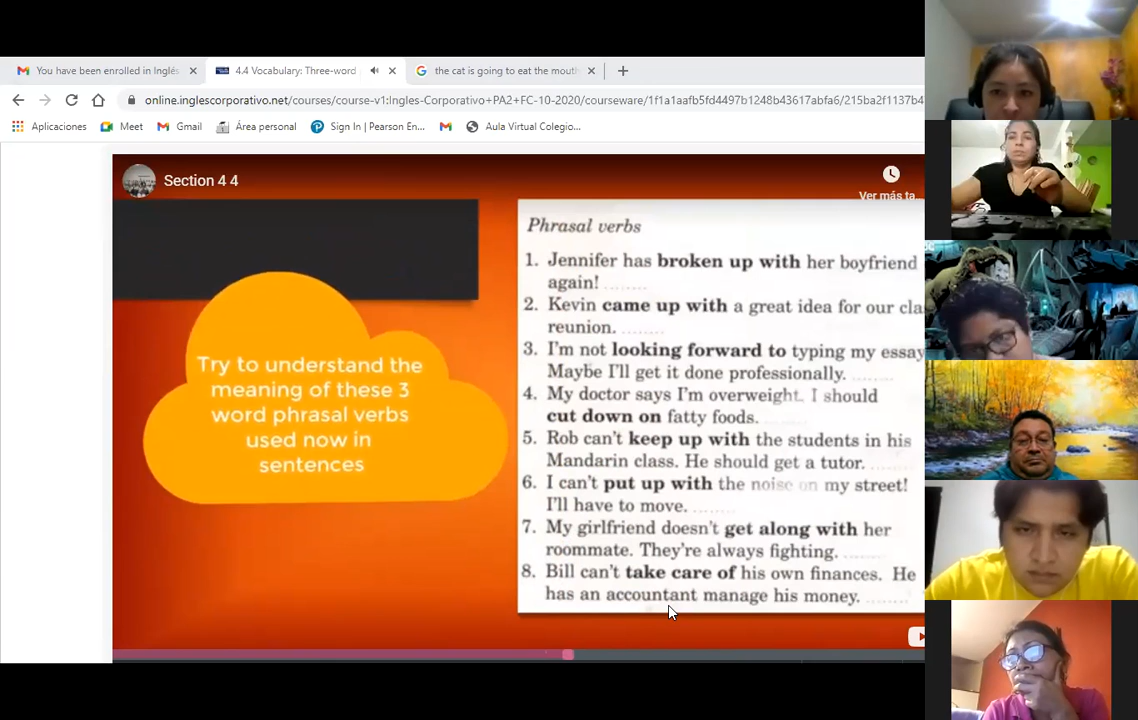 You have been enrolled in Inglés
4.4 Vocabulary: Three-word
the cat is going to eat the mouth
online.inglescorporativo.net/courses/course-v1:Ingles-Corporativo+PA2+FC-10-2020/courseware/1f1a1aafb5fd4497b1248b43617abfa6/215ba2f1137b4
Aplicaciones
Meet
Gmail
Área personal
Sign In | Pearson En...
Aula Virtual Colegio...
Section 4 4
Ver más ta...
Try to understand the
meaning of these 3
word phrasal verbs
used now in
sentences
Phrasal verbs
1. Jennifer has broken up with her boyfriend
again! ........
2. Kevin came up with a great idea for our cla
reunion. ........
3. I'm not looking forward to typing my essay
Maybe I'll get it done professionally. ........
4. My doctor says I'm overweight. I should
cut down on fatty foods. ........
5. Rob can't keep up with the students in his
Mandarin class. He should get a tutor. ........
6. I can't put up with the noise on my street!
I'll have to move. ........
7. My girlfriend doesn't get along with her
roommate. They're always fighting. ........
8. Bill can't take care of his own finances. He
has an accountant manage his money. ........